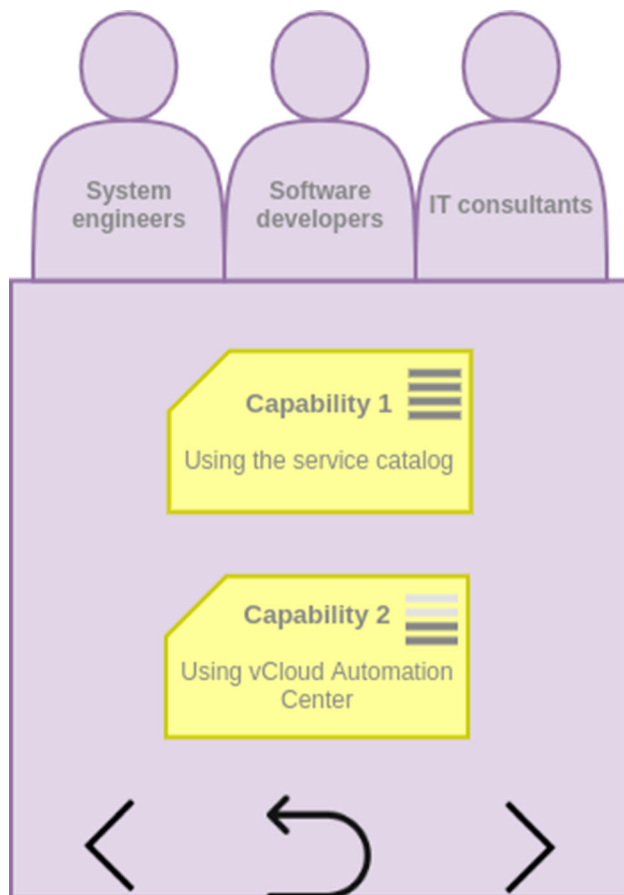 System
engineers
Software
developers
IT consultants
Capability 1
Using the service catalog
Capability 2
Using vCloud Automation
Center